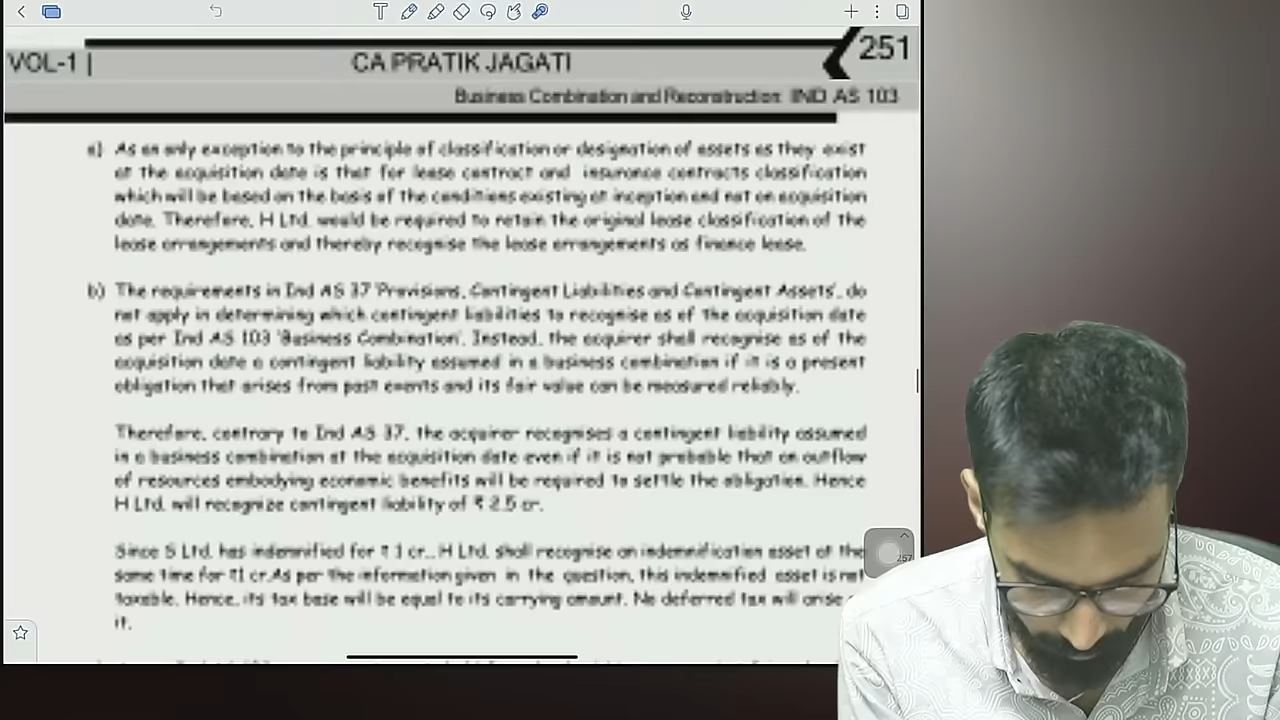 VOL-1 |
CA PRATIK JAGATI
251
Business Combination and Reconstruction IND AS 103
a) As an only exception to the principle of classification or designation of assets as they exist
at the acquisition date is that for lease contract and insurance contracts classification
which will be based on the basis of the conditions existing at inception and not on acquisition
date. Therefore, H Ltd. would be required to retain the original lease classification of the
lease arrangements and thereby recognise the lease arrangements as finance lease.
b) The requirements in Ind AS 37 'Provisions, Contingent Liabilities and Contingent Assets', do
not apply in determining which contingent liabilities to recognise as of the acquisition date
as per Ind AS 103 'Business Combination'. Instead, the acquirer shall recognise as of the
acquisition date a contingent liability assumed in a business combination if it is a present
obligation that arises from past events and its fair value can be measured reliably.
Therefore, contrary to Ind AS 37, the acquirer recognises a contingent liability assumed
in a business combination at the acquisition date even if it is not probable that an outflow
of resources embodying economic benefits will be required to settle the obligation. Hence
H Ltd. will recognize contingent liability of ₹ 2.5 cr.
Since S Ltd. has indemnified for ₹ 1 cr., H Ltd. shall recognise an indemnification asset at the
same time for ₹1 cr.As per the information given in the question, this indemnified asset is not
taxable. Hence, its tax base will be equal to its carrying amount. No deferred tax will arise
it.
257